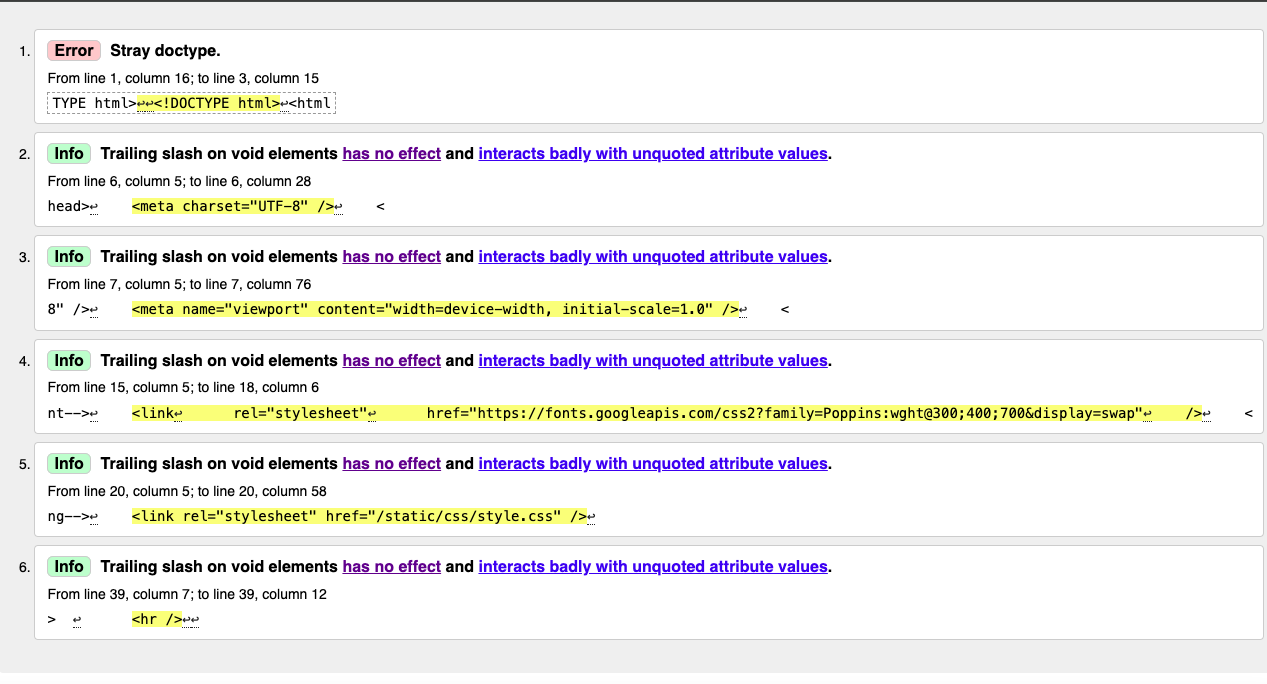 1. Error Stray doctype.
From line 1, column 16; to line 3, column 15
TYPE html>↩↩<!DOCTYPE html>↩<html
2. Info Trailing slash on void elements has no effect and interacts badly with unquoted attribute values.
From line 6, column 5; to line 6, column 28
head>↩    <meta charset="UTF-8" />↩    <
3. Info Trailing slash on void elements has no effect and interacts badly with unquoted attribute values.
From line 7, column 5; to line 7, column 76
8" />↩    <meta name="viewport" content="width=device-width, initial-scale=1.0" />↩    <
4. Info Trailing slash on void elements has no effect and interacts badly with unquoted attribute values.
From line 15, column 5; to line 18, column 6
nt-->↩    <link↩      rel="stylesheet"↩      href="https://fonts.googleapis.com/css2?family=Poppins:wght@300;400;700&display=swap"↩    />↩    <
5. Info Trailing slash on void elements has no effect and interacts badly with unquoted attribute values.
From line 20, column 5; to line 20, column 58
ng-->↩    <link rel="stylesheet" href="/static/css/style.css" />↩
6. Info Trailing slash on void elements has no effect and interacts badly with unquoted attribute values.
From line 39, column 7; to line 39, column 12
>  ↩      <hr />↩↩